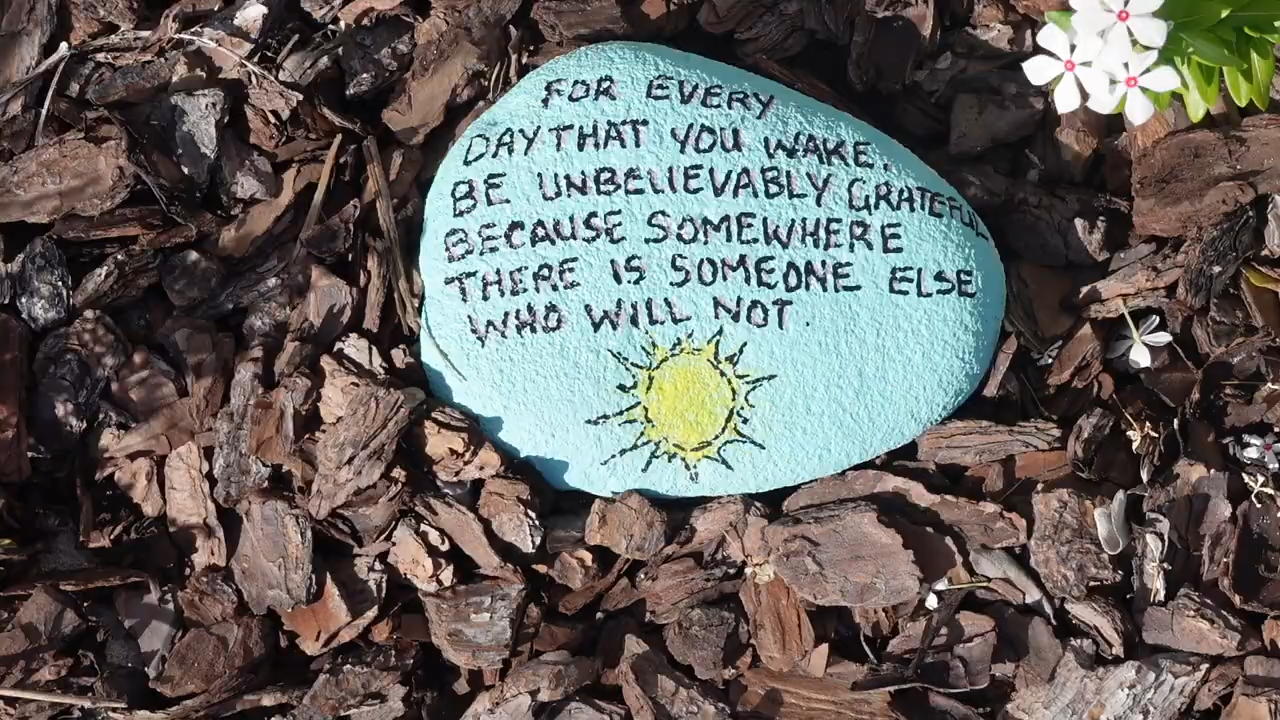 FOR EVERY
DAY THAT YOU WAKE,
BE UNBELIEVABLY GRATEFUL
BECAUSE SOMEWHERE
THERE IS SOMEONE ELSE
WHO WILL NOT.